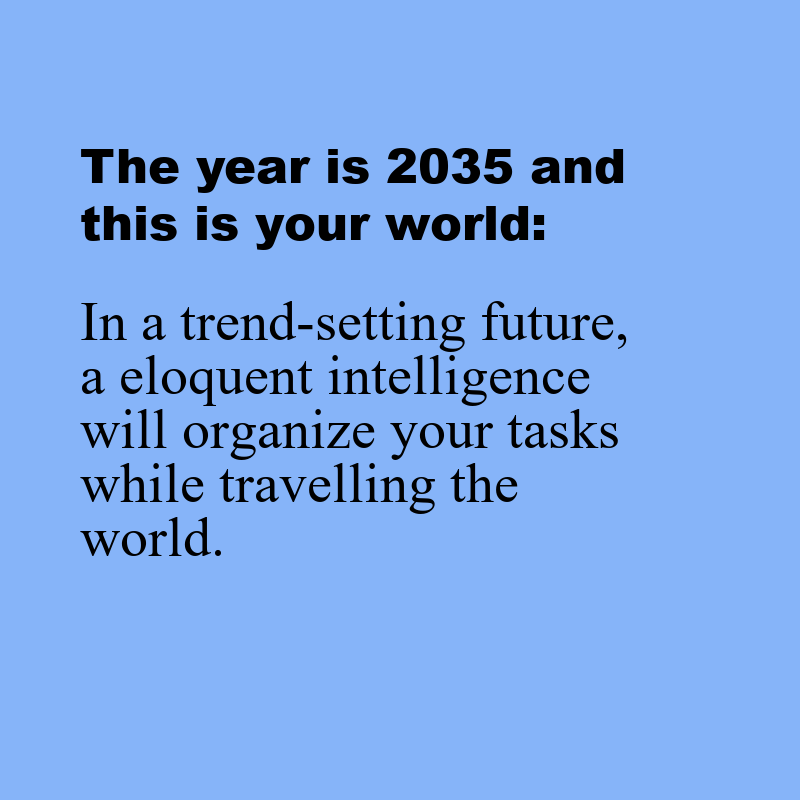 The year is 2035 and
this is your world:
In a trend-setting future,
a eloquent intelligence
will organize your tasks
while travelling the
world.